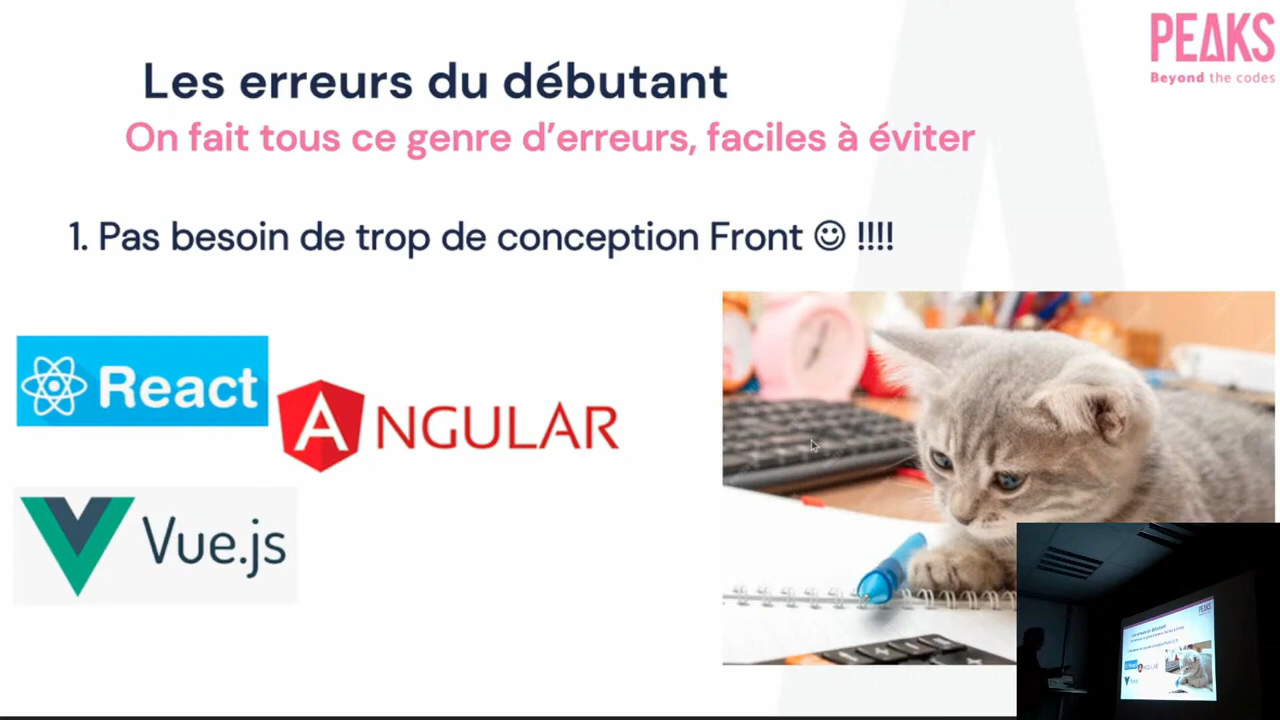 PEAKS
Beyond the codes
Les erreurs du débutant
On fait tous ce genre d’erreurs, faciles à éviter
1. Pas besoin de trop de conception Front ☺ !!!!
React
ANGULAR
Vue.js